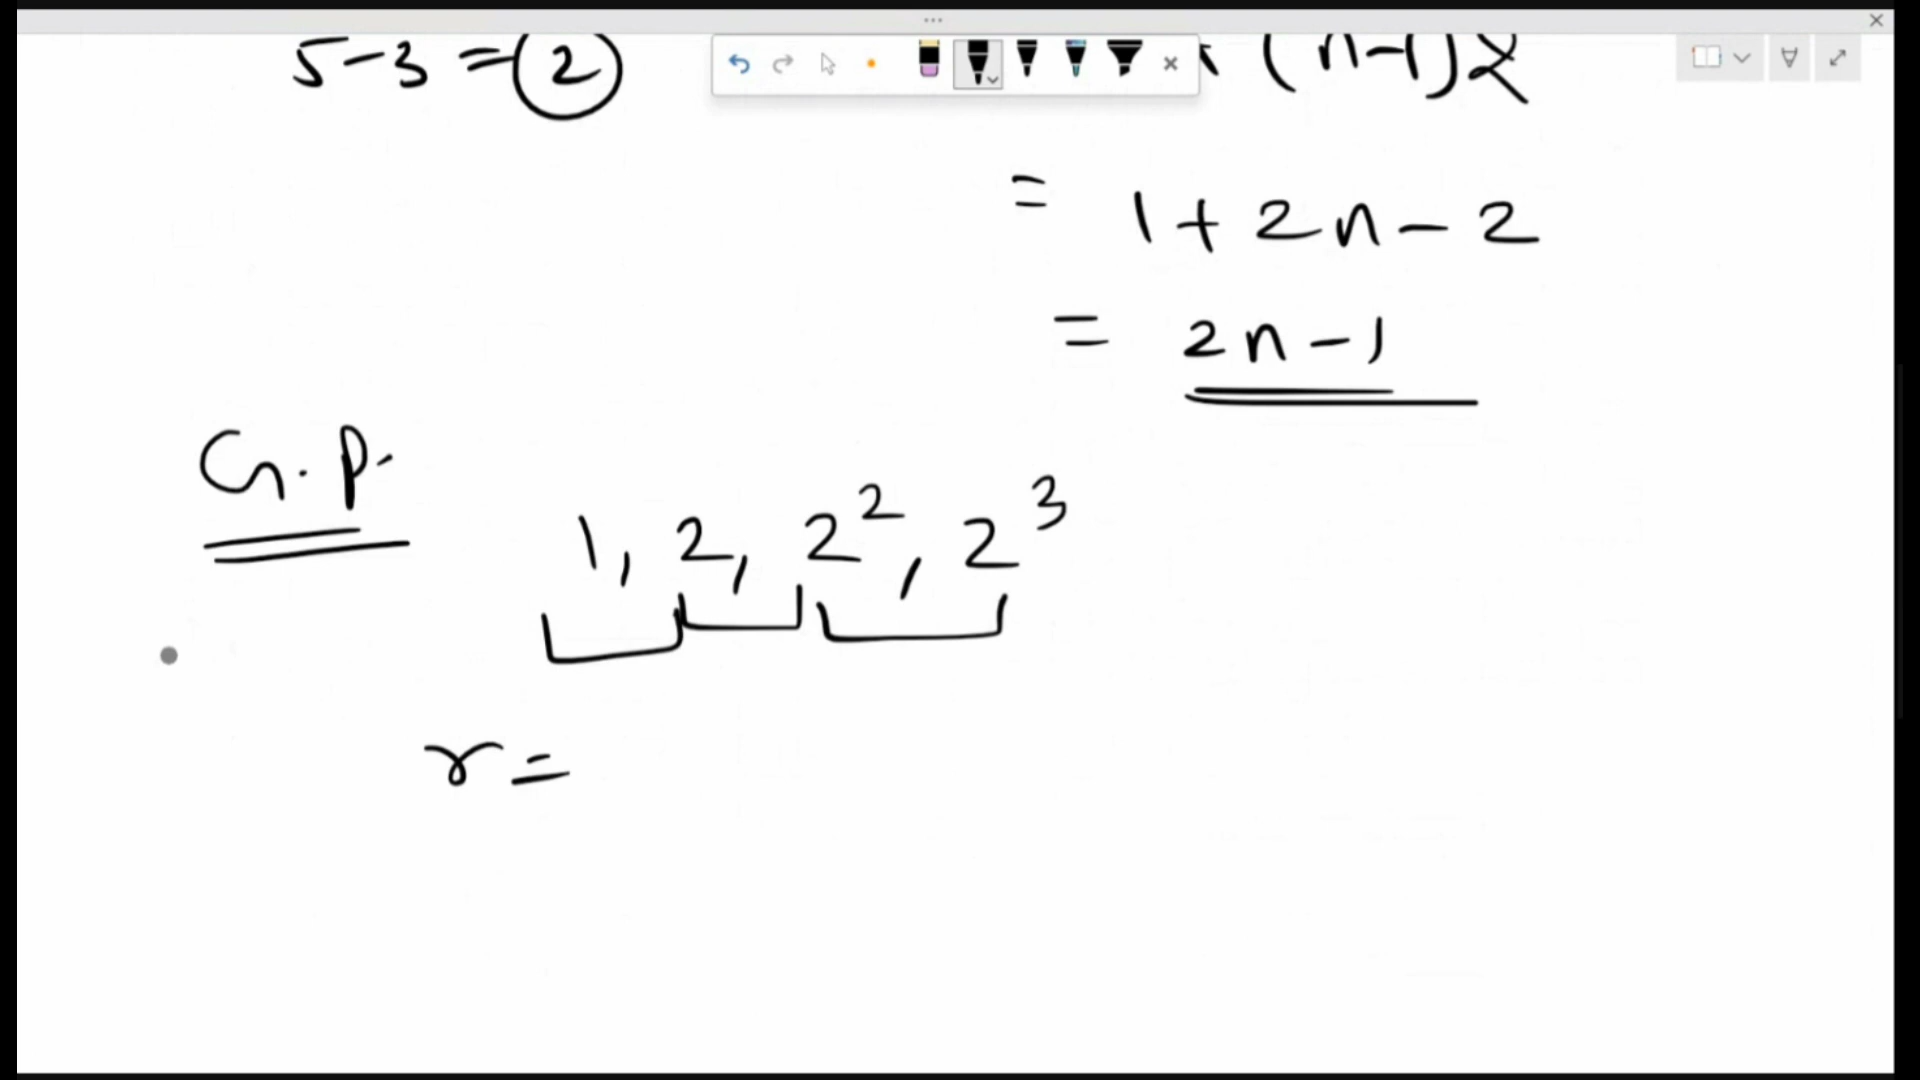 5-3 = 2
(n-1)2
= 1+2n-2
= 2n-1
G.P.
1, 2, 2², 2³
r=